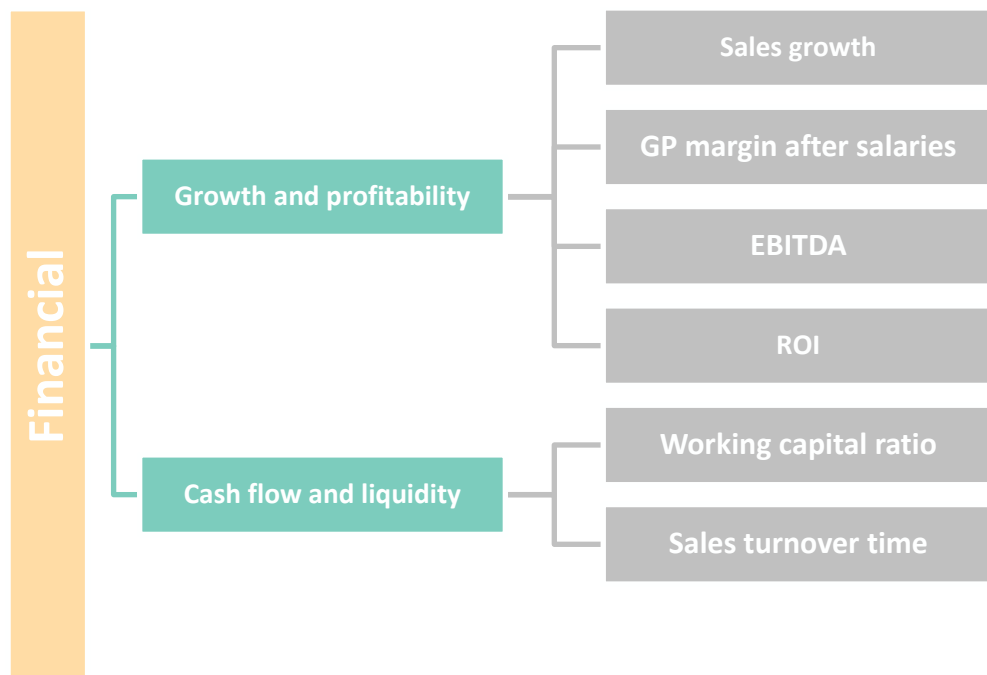 Financial
Growth and profitability
Sales growth
GP margin after salaries
EBITDA
ROI
Cash flow and liquidity
Working capital ratio
Sales turnover time